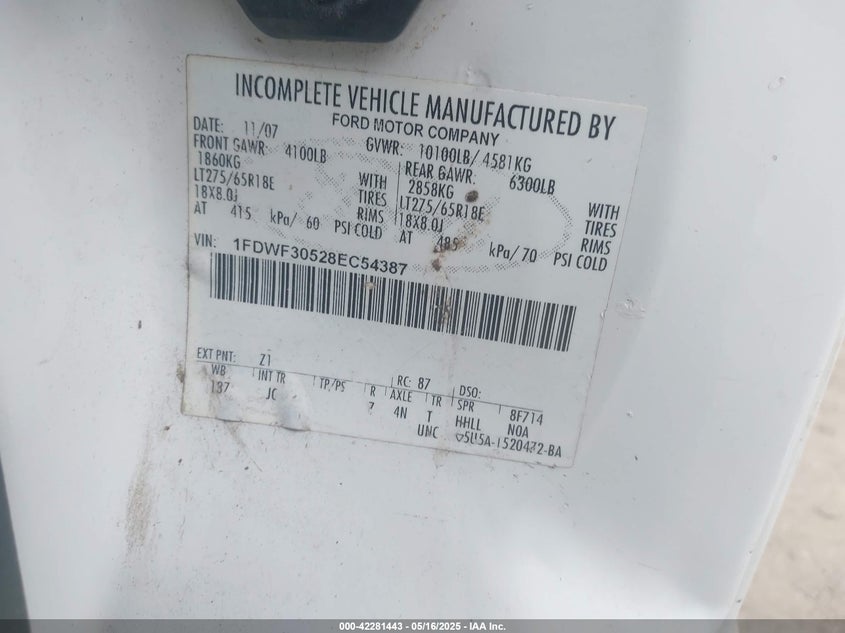 INCOMPLETE VEHICLE MANUFACTURED BY
FORD MOTOR COMPANY
DATE: 11/07 GVWR: 10100LB/ 4581KG
FRONT GAWR: 4100LB REAR GAWR: 6300LB
1860KG 2858KG
LT275/65R18E WITH TIRES LT275/65R18E WITH TIRES
18X8.0J RIMS 18X8.0J RIMS
AT 415 kPa/ 60 PSI COLD AT 485 kPa/ 70 PSI COLD
VIN: 1FDWF30528EC54387
EXT PNT: Z1 RC: 87 DSO:
WB INT TR TP/PS R AXLE TR SPR 8F714
137 JC 7 4N T HHLL NOA
UNC
000-42281443 - 05/16/2025 - IAA Inc.